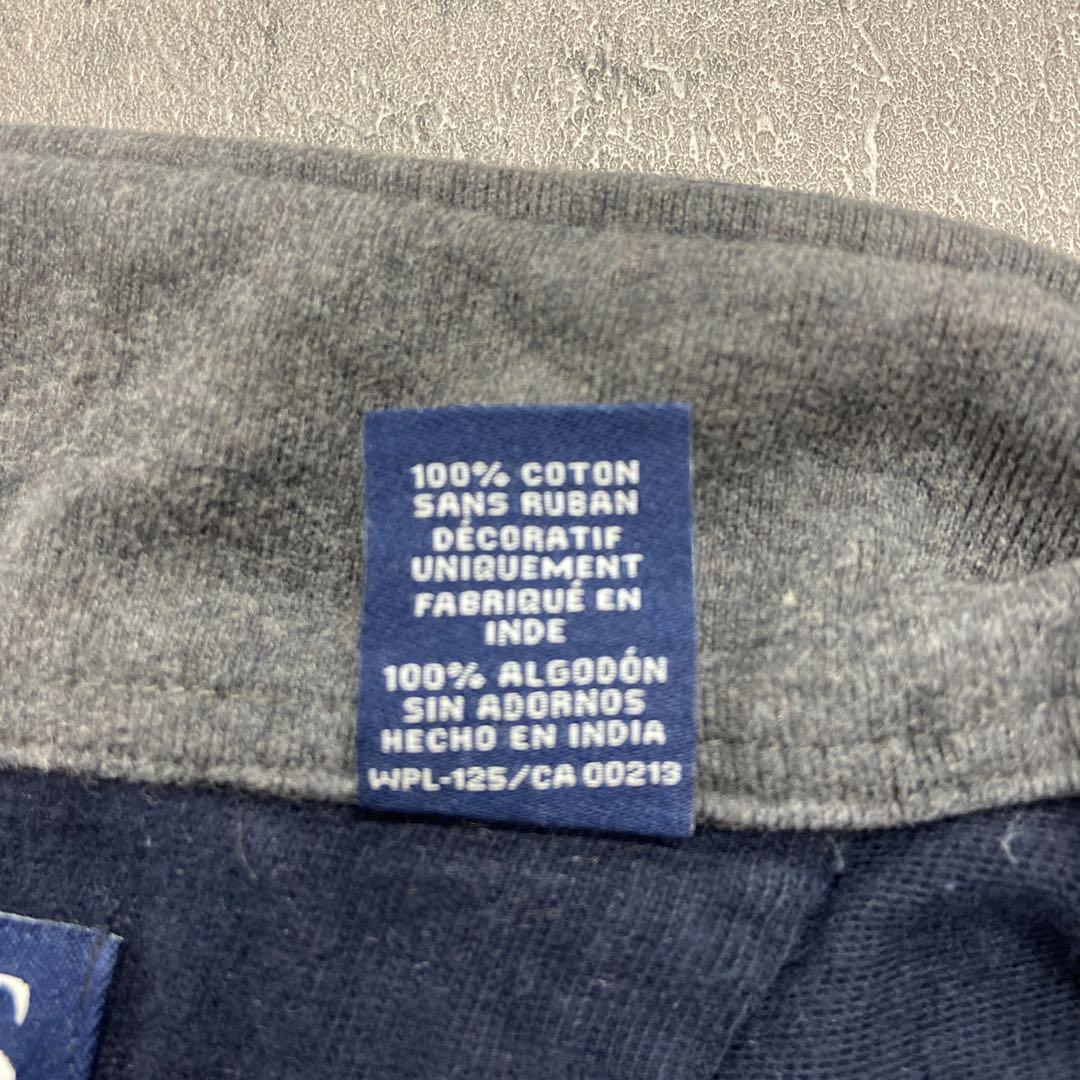 100% COTON
SANS RUBAN
DÉCORATIF
UNIQUEMENT
FABRIQUÉ EN
INDE
100% ALGODÓN
SIN ADORNOS
HECHO EN INDIA
WPL-125/CA 00213